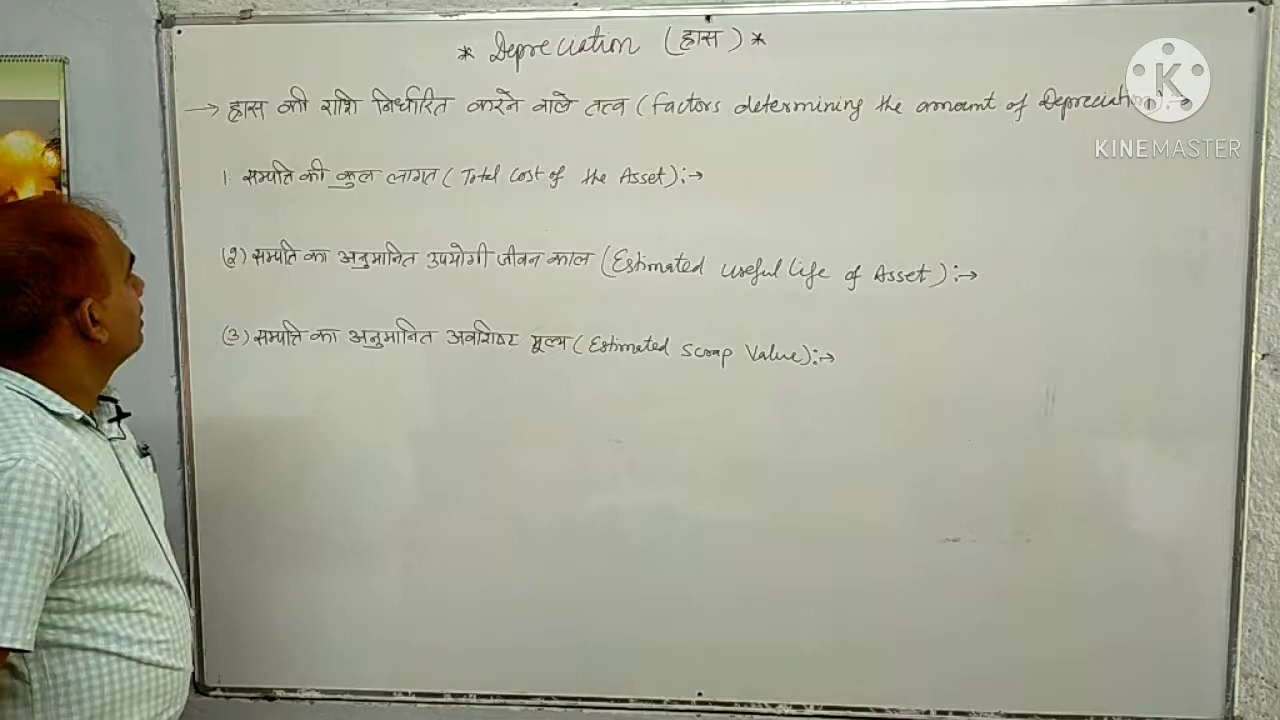 * Depreciation (ह्रास) *
→ ह्रास की राशि निर्धारित करने वाले तत्व (Factors determining the amount of Depreciation):→
K
KINEMASTER
1. सम्पत्ति की कुल लागत (Total Cost of the Asset):→
(2) सम्पत्ति का अनुमानित उपयोगी जीवन काल (Estimated useful life of Asset):→
(3) सम्पत्ति का अनुमानित अवशिष्ट मूल्य (Estimated Scrap Value):→